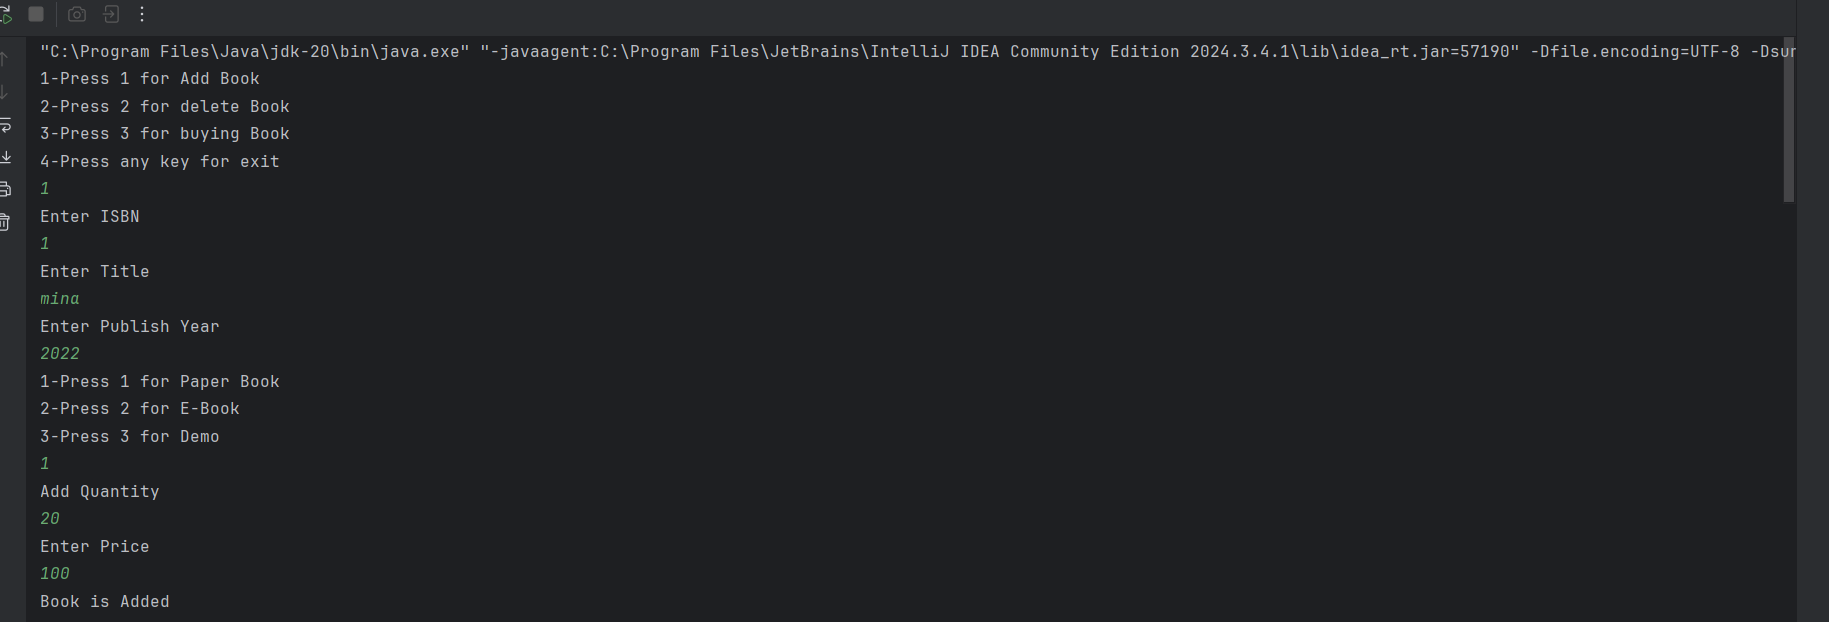 "C:\Program Files\Java\jdk-20\bin\java.exe" "-javaagent:C:\Program Files\JetBrains\IntelliJ IDEA Community Edition 2024.3.4.1\lib\idea_rt.jar=57190" -Dfile.encoding=UTF-8 -Dsun
1-Press 1 for Add Book
2-Press 2 for delete Book
3-Press 3 for buying Book
4-Press any key for exit
1
Enter ISBN
1
Enter Title
mina
Enter Publish Year
2022
1-Press 1 for Paper Book
2-Press 2 for E-Book
3-Press 3 for Demo
1
Add Quantity
20
Enter Price
100
Book is Added